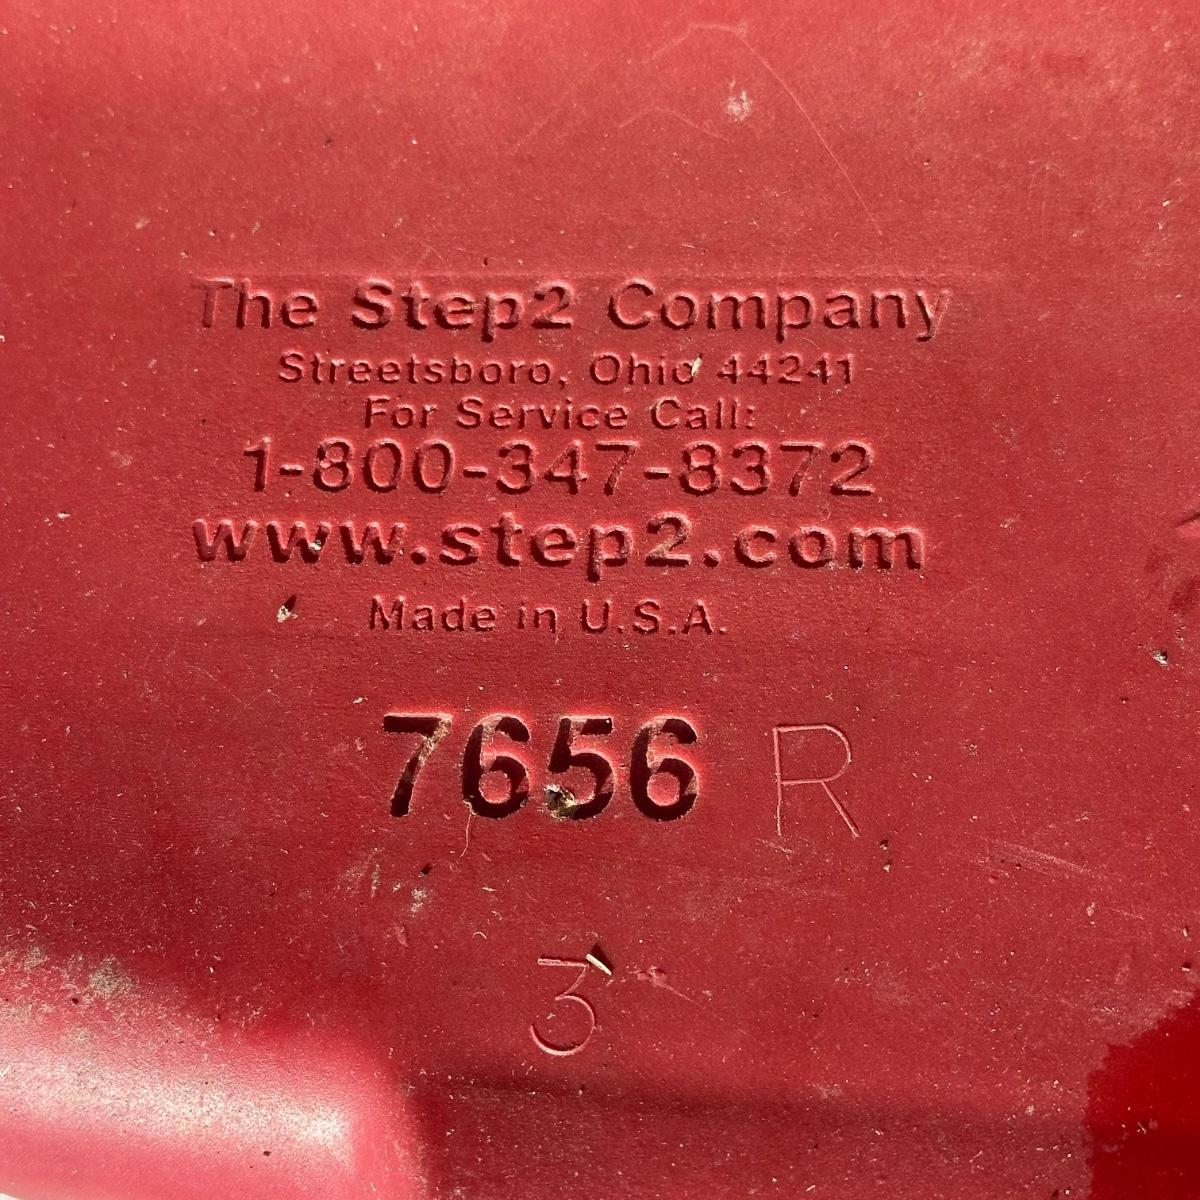 The Step2 Company
Streetsboro, Ohio 44241
For Service Call:
1-800-347-8372
www.step2.com
Made in U.S.A.
7656 R
3